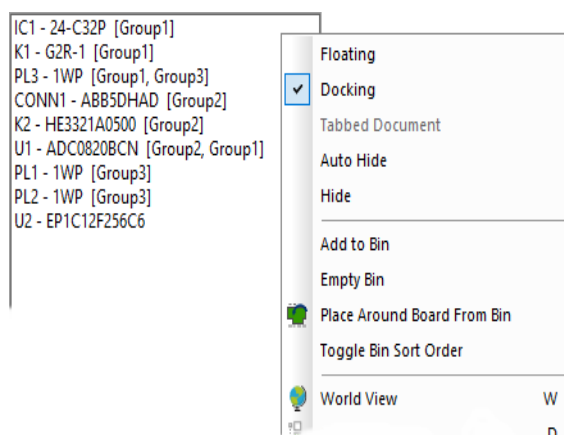 IC1 - 24-C32P [Group1]
K1 - G2R-1 [Group1]
PL3 - 1WP [Group1, Group3]
CONN1 - ABB5DHAD [Group2]
K2 - HE3321A0500 [Group2]
U1 - ADC0820BCN [Group2, Group1]
PL1 - 1WP [Group3]
PL2 - 1WP [Group3]
U2 - EP1C12F256C6
Floating
Docking
Tabbed Document
Auto Hide
Hide
Add to Bin
Empty Bin
Place Around Board From Bin
Toggle Bin Sort Order
World View W